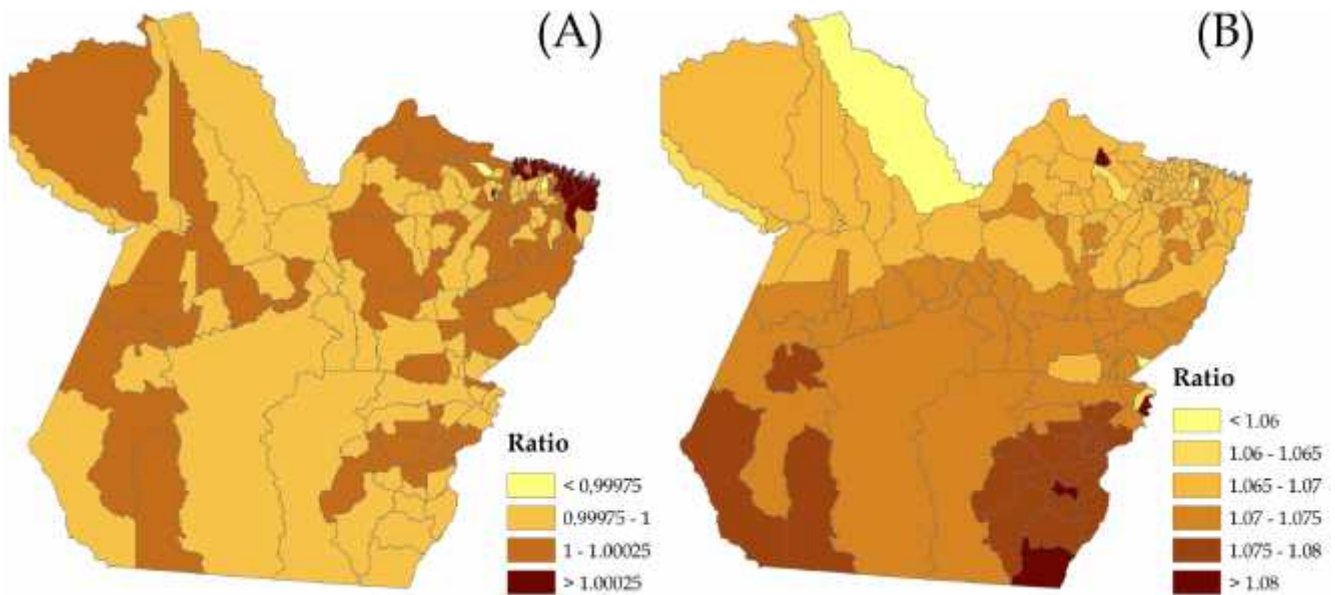 (A)
(B)
Ratio
< 0,99975
0,99975 - 1
1 - 1.00025
> 1.00025
Ratio
< 1.06
1.06 - 1.065
1.065 - 1.07
1.07 - 1.075
1.075 - 1.08
> 1.08